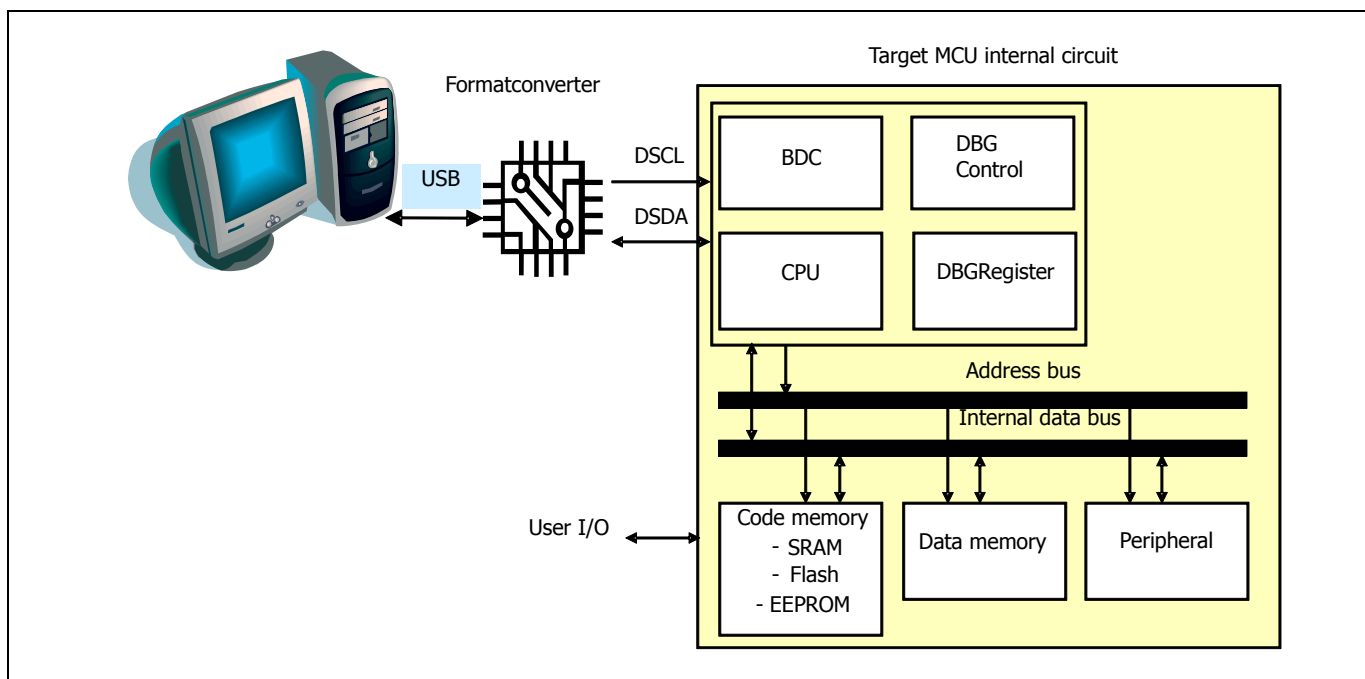 Target MCU internal circuit
Formatconverter
USB
DSCL
DSDA
BDC
DBG
Control
CPU
DBGRegister
Address bus
Internal data bus
User I/O
Code memory
- SRAM
- Flash
- EEPROM
Data memory
Peripheral